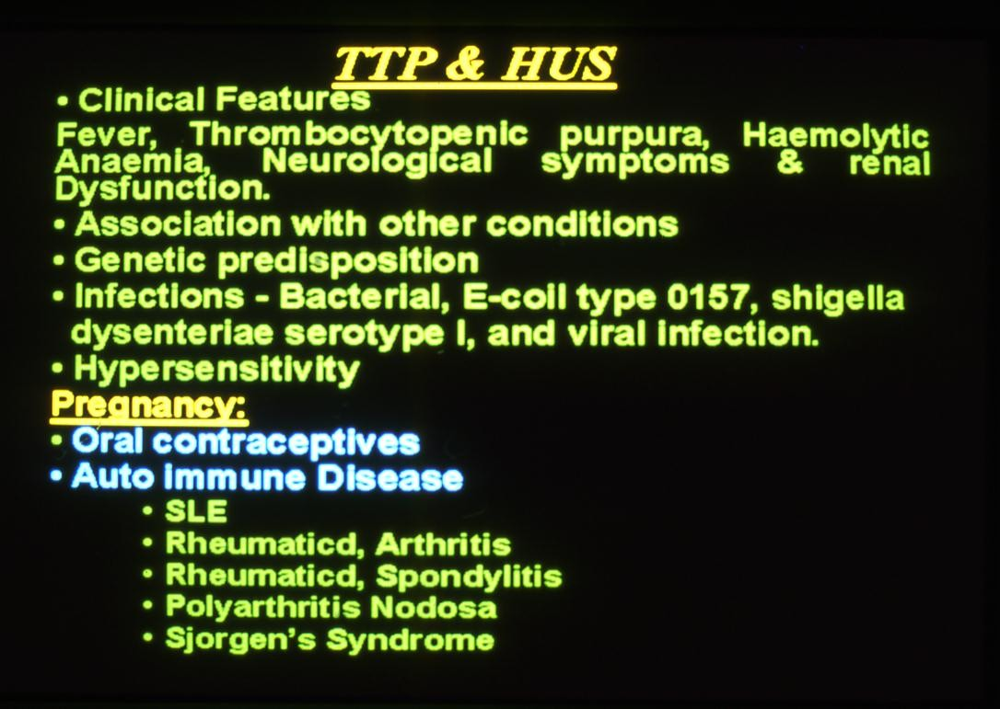 TTP & HUS
• Clinical Features
Fever, Thrombocytopenic purpura, Haemolytic
Anaemia, Neurological symptoms & renal
Dysfunction.
• Association with other conditions
• Genetic predisposition
• Infections - Bacterial, E-coli type 0157, shigella
dysenteriae serotype I, and viral infection.
• Hypersensitivity
Pregnancy:
• Oral contraceptives
• Auto immune Disease
• SLE
• Rheumaticd, Arthritis
• Rheumaticd, Spondylitis
• Polyarthritis Nodosa
• Sjorgen's Syndrome